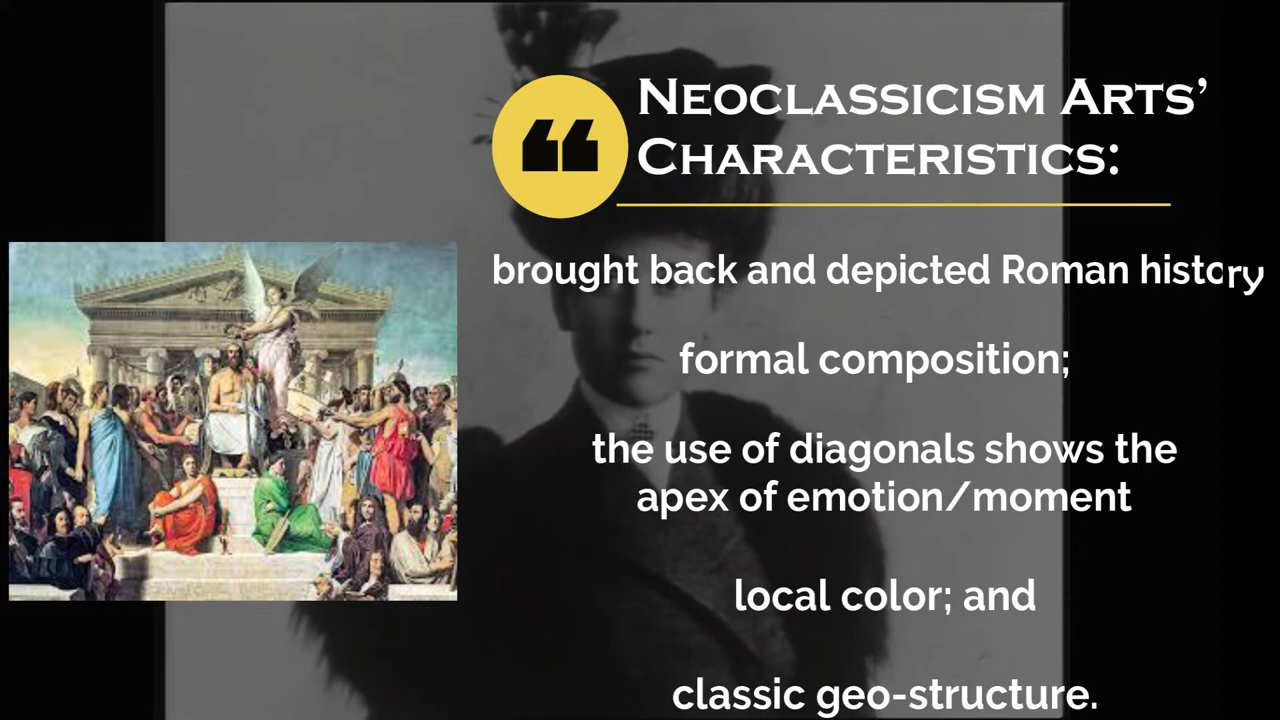 Neoclassicism Arts'
Characteristics:
brought back and depicted Roman history
formal composition;
the use of diagonals shows the
apex of emotion/moment
local color; and
classic geo-structure.